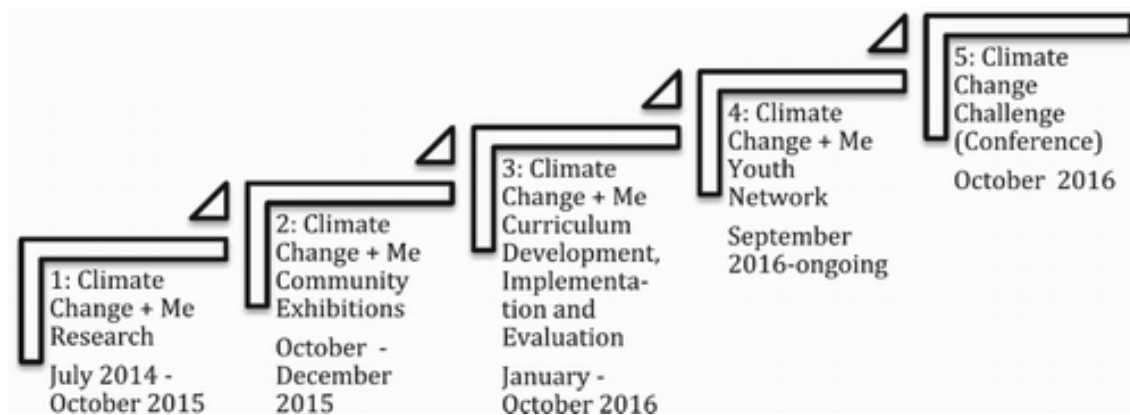 1: Climate
Change + Me
Research
July 2014 -
October 2015
2: Climate
Change + Me
Community
Exhibitions
October -
December
2015
3: Climate
Change + Me
Curriculum
Development,
Implementa-
tion and
Evaluation
January -
October 2016
4: Climate
Change + Me
Youth
Network
September
2016-ongoing
5: Climate
Change
Challenge
(Conference)
October 2016